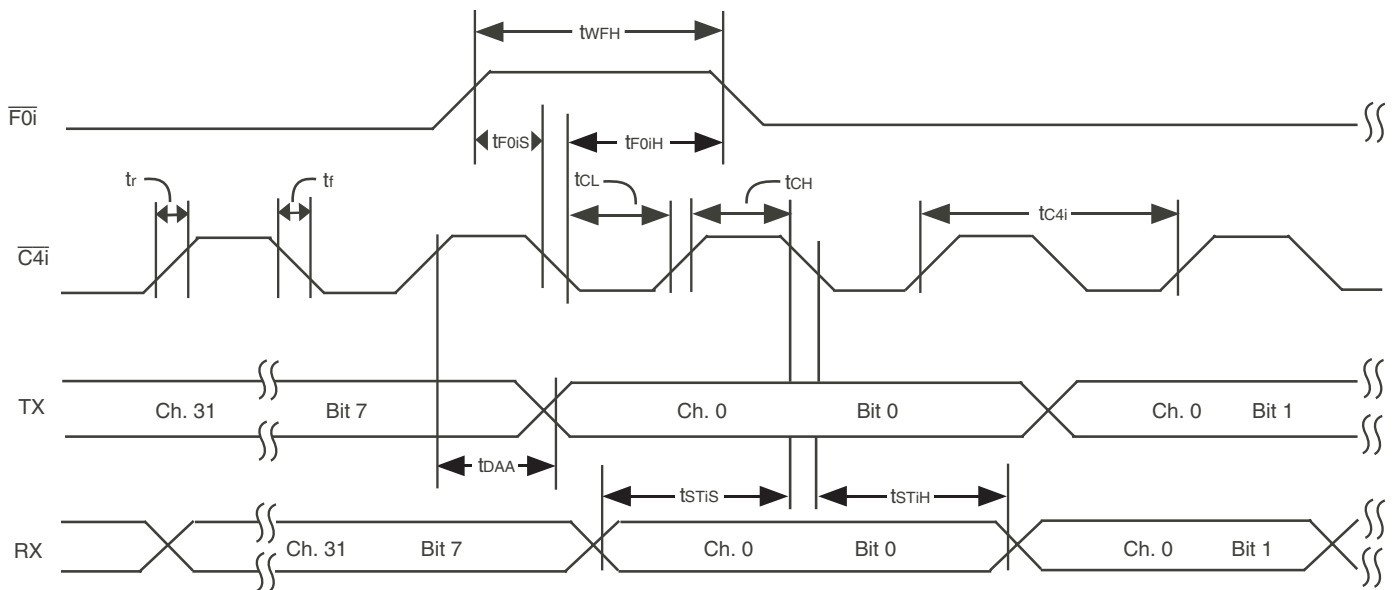 tWFH
F0i
tF0iS
tF0iH
tr
tf
tCL
tCH
tC4i
C4i
TX
Ch. 31 Bit 7
Ch. 0 Bit 0
Ch. 0 Bit 1
tDAA
tSTiS
tSTiH
RX
Ch. 31 Bit 7
Ch. 0 Bit 0
Ch. 0 Bit 1